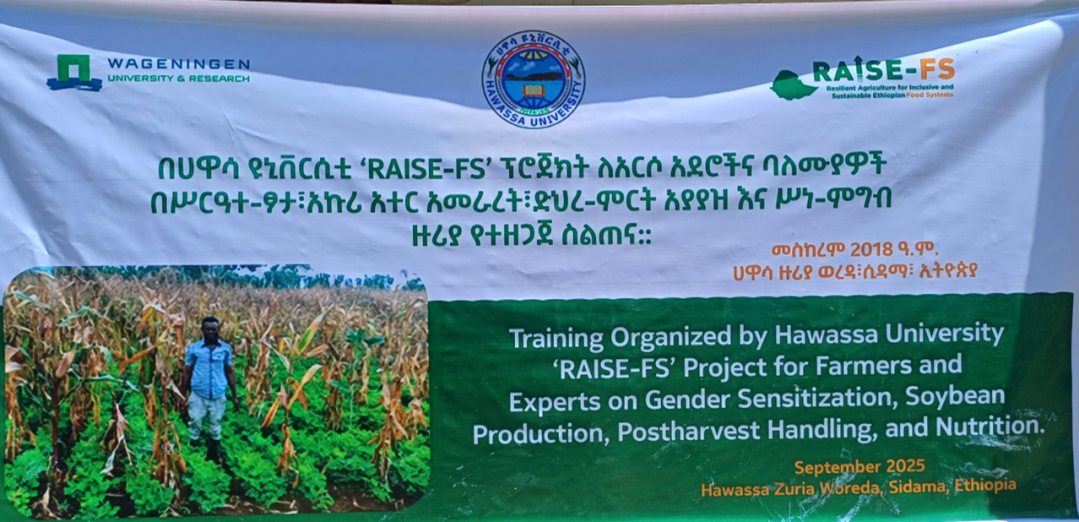 WAGENINGEN
UNIVERSITY & RESEARCH
ሀዋሳ ዩኒቨርሲቲ
HAWASSA UNIVERSITY
RAISE-FS
Resilient Agriculture for Inclusive and
Sustainable Ethiopian Food Systems
በሀዋሳ ዩኒቨርሲቲ ‘RAISE-FS’ ፕሮጀክት ለአርሶ አደሮችና ባለሙያዎች
በሥርዓተ-ፆታ፣አኩሪ አተር አመራረት፣ድህረ-ምርት አያያዝ እና ሥነ-ምግብ
ዙሪያ የተዘጋጀ ስልጠና።
መስከረም 2018 ዓ.ም.
ሀዋሳ ዙሪያ ወረዳ፣ሲዳማ፣ ኢትዮጵያ
Training Organized by Hawassa University
‘RAISE-FS’ Project for Farmers and
Experts on Gender Sensitization, Soybean
Production, Postharvest Handling, and Nutrition.
September 2025
Hawassa Zuria Woreda, Sidama, Ethiopia